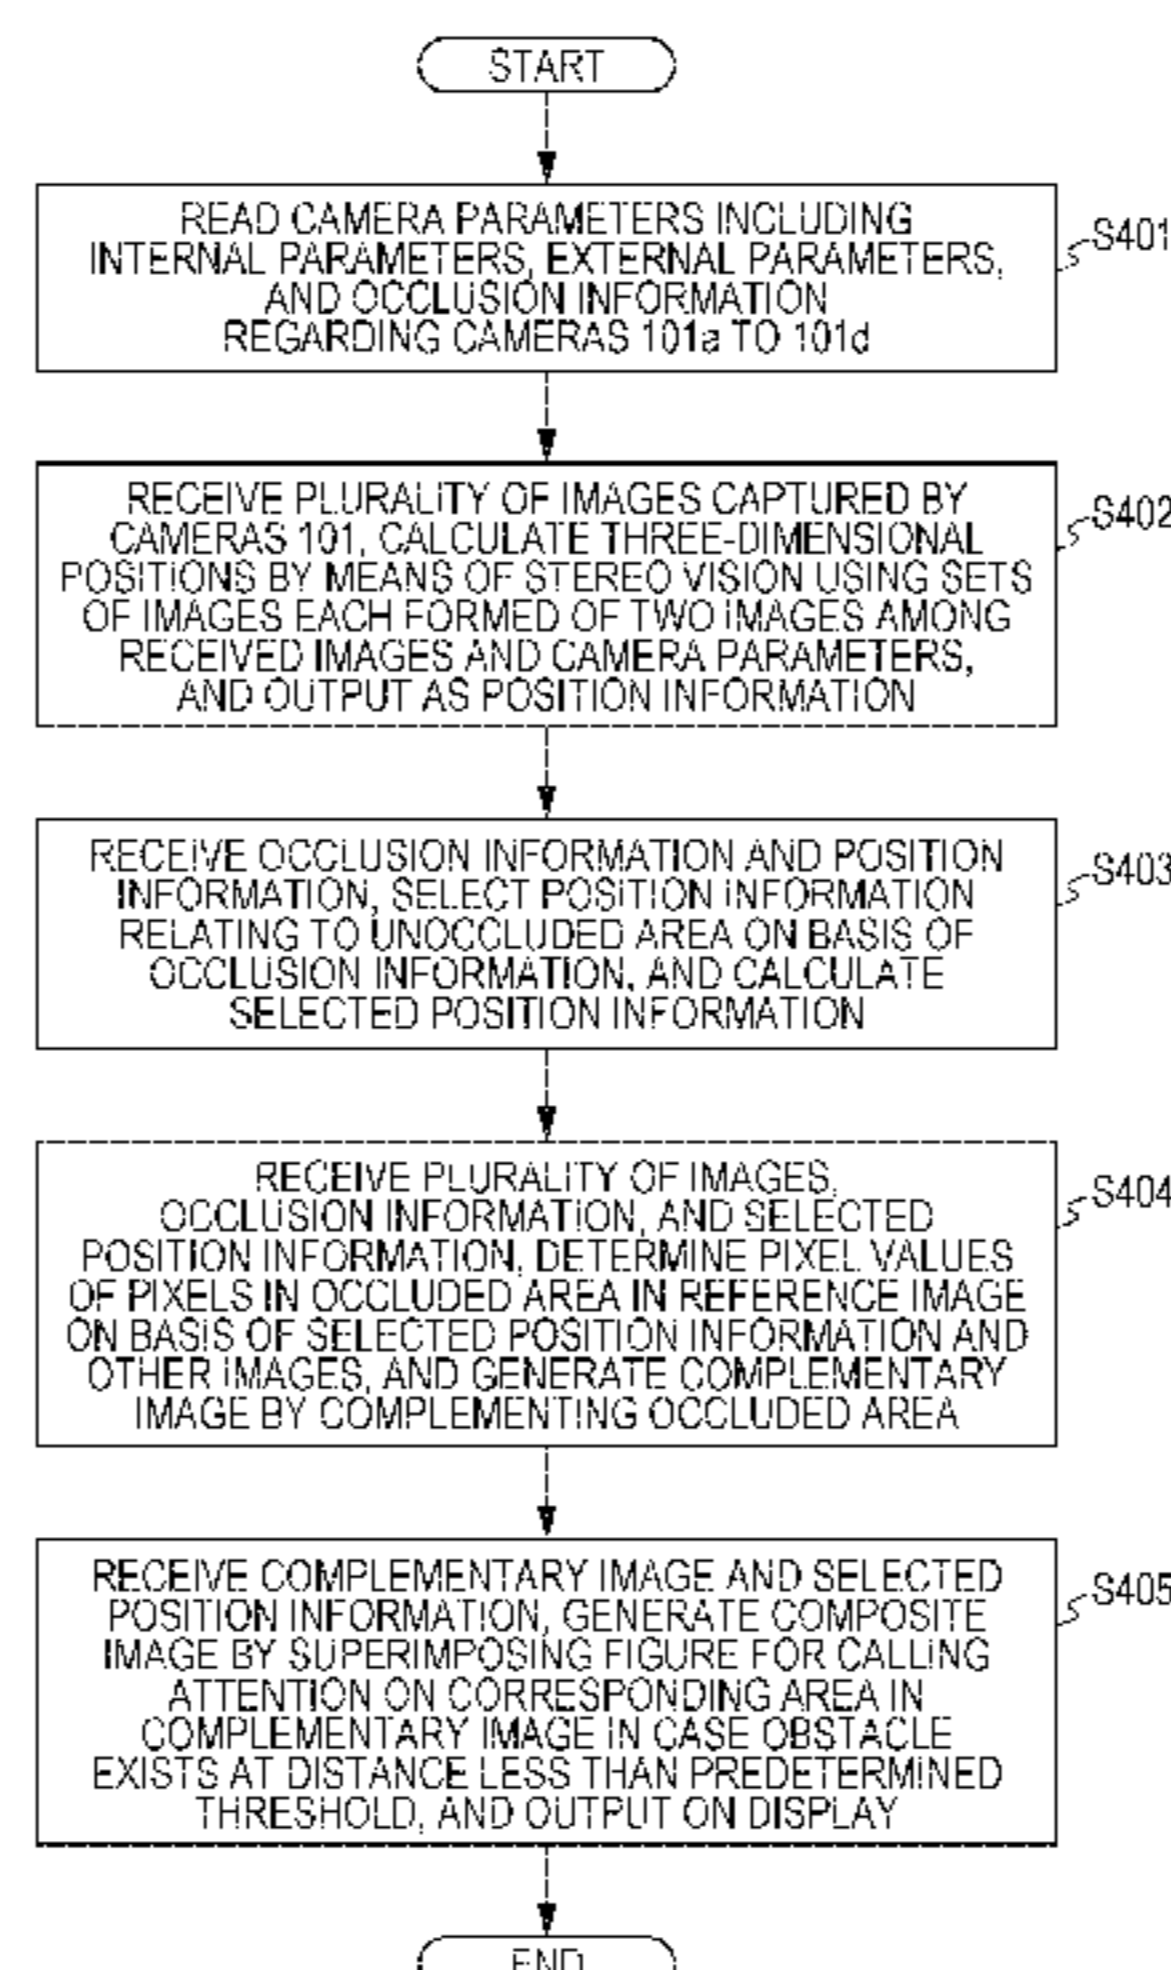 START
READ CAMERA PARAMETERS INCLUDING
INTERNAL PARAMETERS, EXTERNAL PARAMETERS,
AND OCCLUSION INFORMATION
REGARDING CAMERAS 101a TO 101d
S401
RECEIVE PLURALITY OF IMAGES CAPTURED BY
CAMERAS 101, CALCULATE THREE-DIMENSIONAL
POSITIONS BY MEANS OF STEREO VISION USING SETS
OF IMAGES EACH FORMED OF TWO IMAGES AMONG
RECEIVED IMAGES AND CAMERA PARAMETERS,
AND OUTPUT AS POSITION INFORMATION
S402
RECEIVE OCCLUSION INFORMATION AND POSITION
INFORMATION, SELECT POSITION INFORMATION
RELATING TO UNOCCLUDED AREA ON BASIS OF
OCCLUSION INFORMATION, AND CALCULATE
SELECTED POSITION INFORMATION
S403
RECEIVE PLURALITY OF IMAGES,
OCCLUSION INFORMATION, AND SELECTED
POSITION INFORMATION, DETERMINE PIXEL VALUES
OF PIXELS IN OCCLUDED AREA IN REFERENCE IMAGE
ON BASIS OF SELECTED POSITION INFORMATION AND
OTHER IMAGES, AND GENERATE COMPLEMENTARY
IMAGE BY COMPLEMENTING OCCLUDED AREA
S404
RECEIVE COMPLEMENTARY IMAGE AND SELECTED
POSITION INFORMATION, GENERATE COMPOSITE
IMAGE BY SUPERIMPOSING FIGURE FOR CALLING
ATTENTION ON CORRESPONDING AREA IN
COMPLEMENTARY IMAGE IN CASE OBSTACLE
EXISTS AT DISTANCE LESS THAN PREDETERMINED
THRESHOLD, AND OUTPUT ON DISPLAY
S405
END